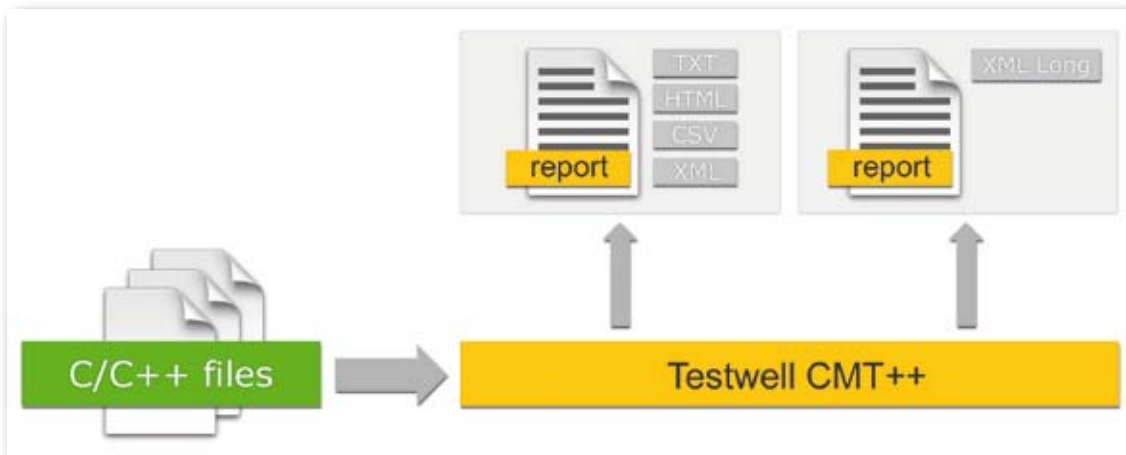 TXT
HTML
CSV
XML
report
XML Long
report
C/C++ files
Testwell CMT++